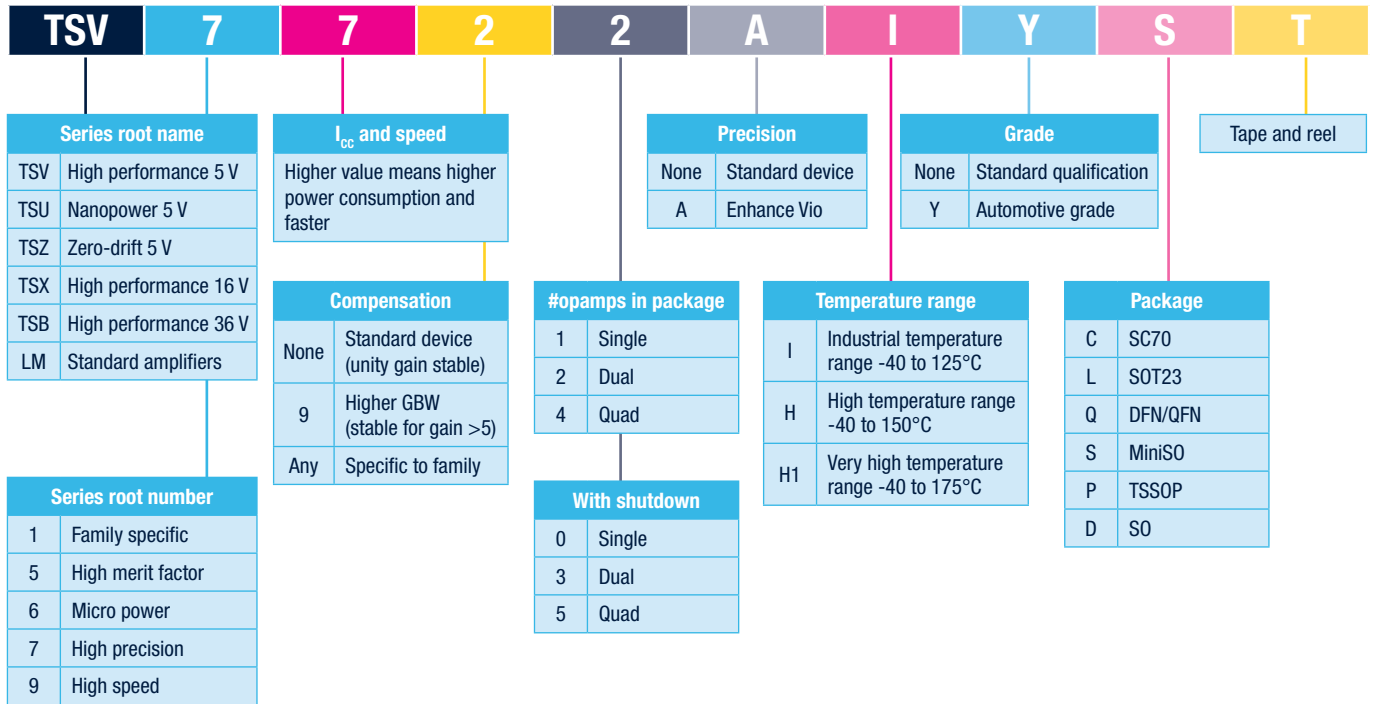 TSV 7 7 2 2 A I Y S T
Series root name
TSV High performance 5 V
TSU Nanopower 5 V
TSZ Zero-drift 5 V
TSX High performance 16 V
TSB High performance 36 V
LM Standard amplifiers
Series root number
1 Family specific
5 High merit factor
6 Micro power
7 High precision
9 High speed
Icc and speed
Higher value means higher
power consumption and
faster
Compensation
None Standard device
(unity gain stable)
9 Higher GBW
(stable for gain >5)
Any Specific to family
#opamps in package
1 Single
2 Dual
4 Quad
With shutdown
0 Single
3 Dual
5 Quad
Precision
None Standard device
A Enhance Vio
Temperature range
I Industrial temperature
range -40 to 125°C
H High temperature range
-40 to 150°C
H1 Very high temperature
range -40 to 175°C
Grade
None Standard qualification
Y Automotive grade
Package
C SC70
L SOT23
Q DFN/QFN
S MiniSO
P TSSOP
D SO
Tape and reel